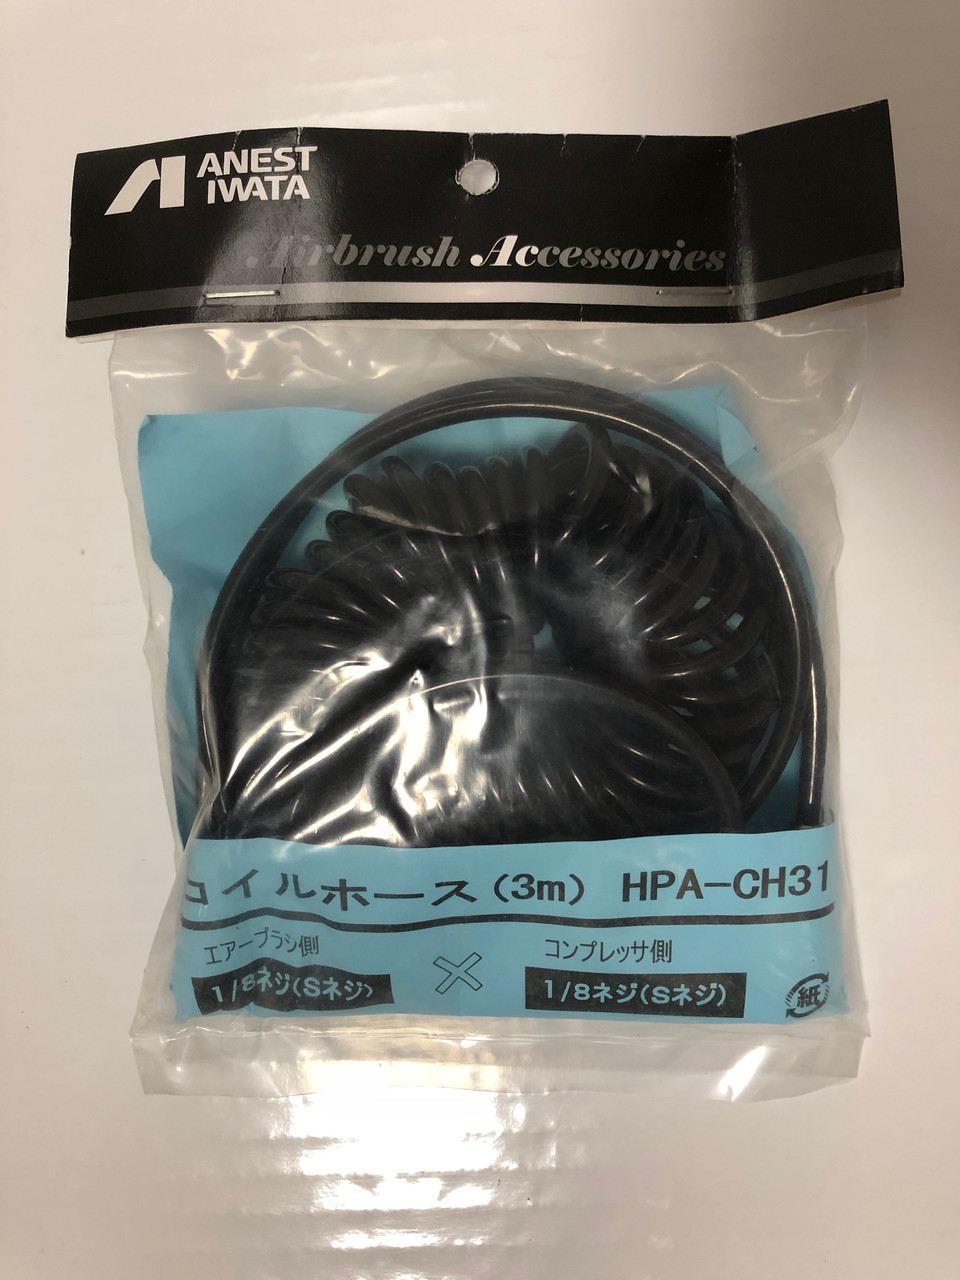 ANEST
IWATA
Airbrush Accessories
コイルホース(3m) HPA-CH31
エアーブラシ側
コンプレッサ側
1/8ネジ(Sネジ)
×
1/8ネジ(Sネジ)
紙